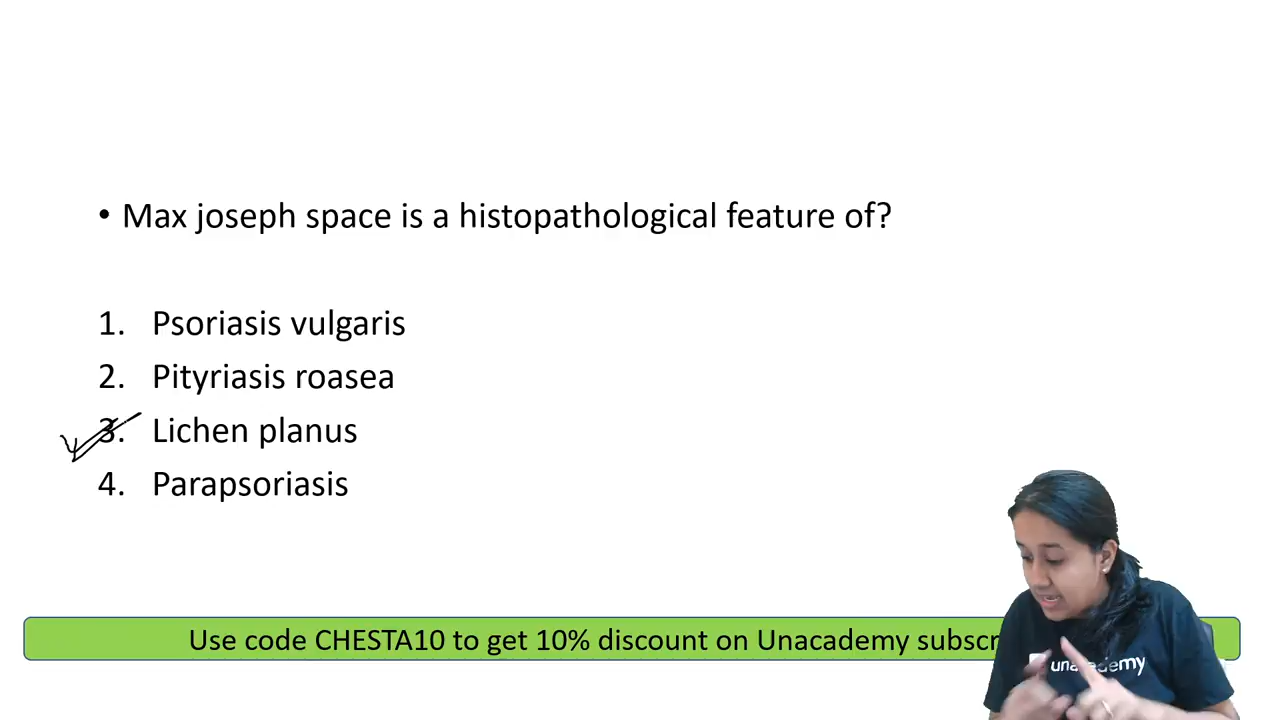 • Max joseph space is a histopathological feature of?
1. Psoriasis vulgaris
2. Pityriasis roasea
3. Lichen planus
4. Parapsoriasis
Use code CHESTA10 to get 10% discount on Unacademy
unacademy